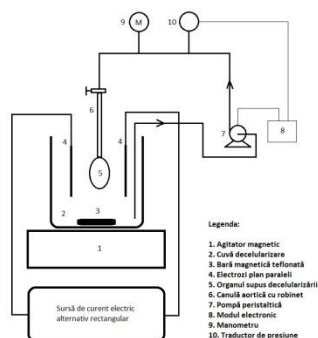 9
M
10
6
7
8
4
4
5
3
2
1
Sursă de curent electric
alternativ rectangular
Legenda:
1. Agitator magnetic
2. Cuvă decelularizare
3. Bară magnetică teflonată
4. Electrozi plan paraleli
5. Organul supus decelularizării
6. Canulă aortică cu robinet
7. Pompă peristaltică
8. Modul electronic
9. Manometru
10. Traductor de presiune